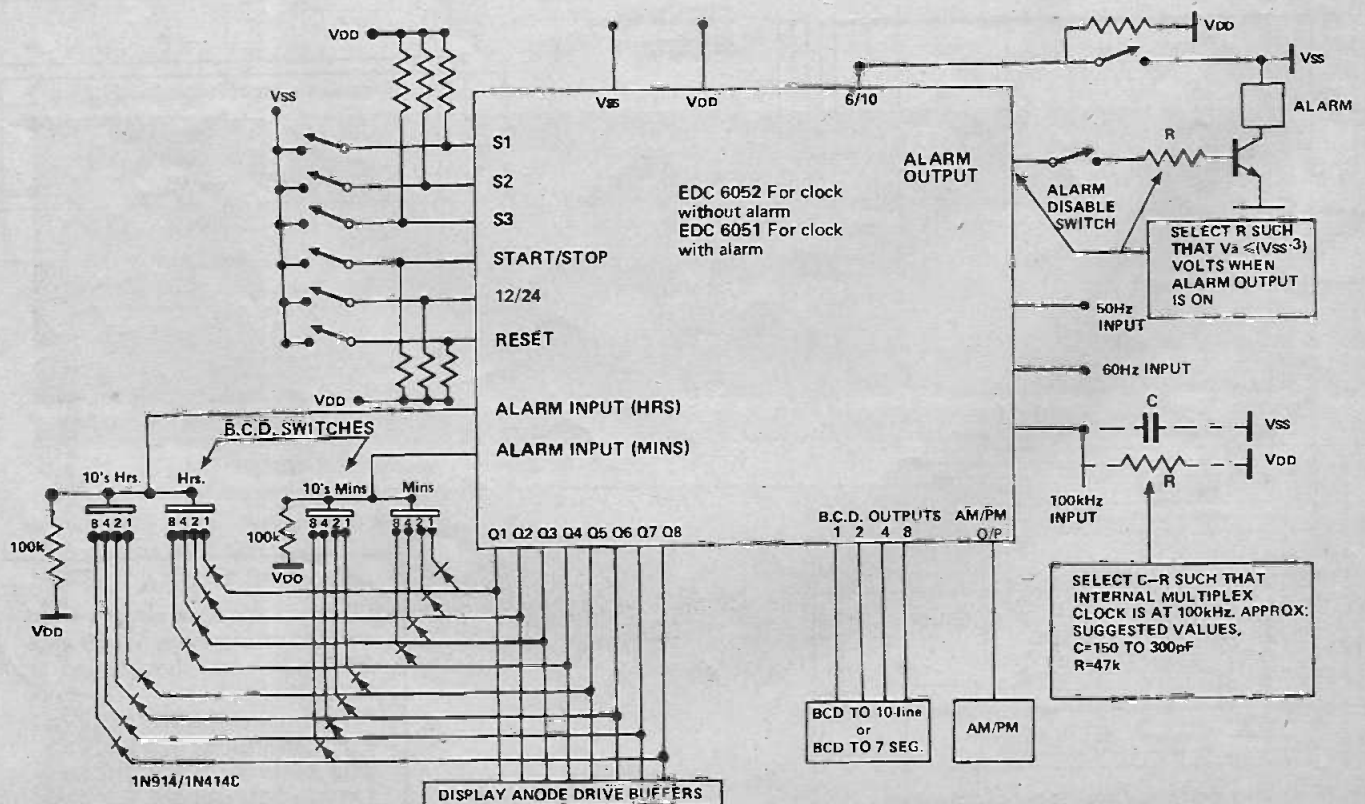 VDD
VSS
S1
S2
S3
START/STOP
12/24
RESET
VDD
ALARM INPUT (HRS)
ALARM INPUT (MINS)
B.C.D. SWITCHES
10's Hrs.
Hrs.
10's Mins
Mins
8 4 2 1
8 4 2 1
8 4 2 1
8 4 2 1
100k
VDD
100k
VDD
1N914/1N414C
Q1 Q2 Q3 Q4 Q5 Q6 Q7 Q8
DISPLAY ANODE DRIVE BUFFERS
VSS
VDD
6/10
EDC 6052 For clock
without alarm
EDC 6051 For clock
with alarm
ALARM
OUTPUT
B.C.D. OUTPUTS
1 2 4 8
AM/PM
O/P
BCD TO 10-line
or
BCD TO 7 SEG.
AM/PM
VDD
VSS
ALARM
R
ALARM
DISABLE
SWITCH
SELECT R SUCH
THAT Va ≤(VSS-3)
VOLTS WHEN
ALARM OUTPUT
IS ON
50Hz
INPUT
60Hz INPUT
C
VSS
VDD
R
100kHz
INPUT
SELECT C–R SUCH THAT
INTERNAL MULTIPLEX
CLOCK IS AT 100kHz. APPROX:
SUGGESTED VALUES,
C=150 TO 300pF
R=47k